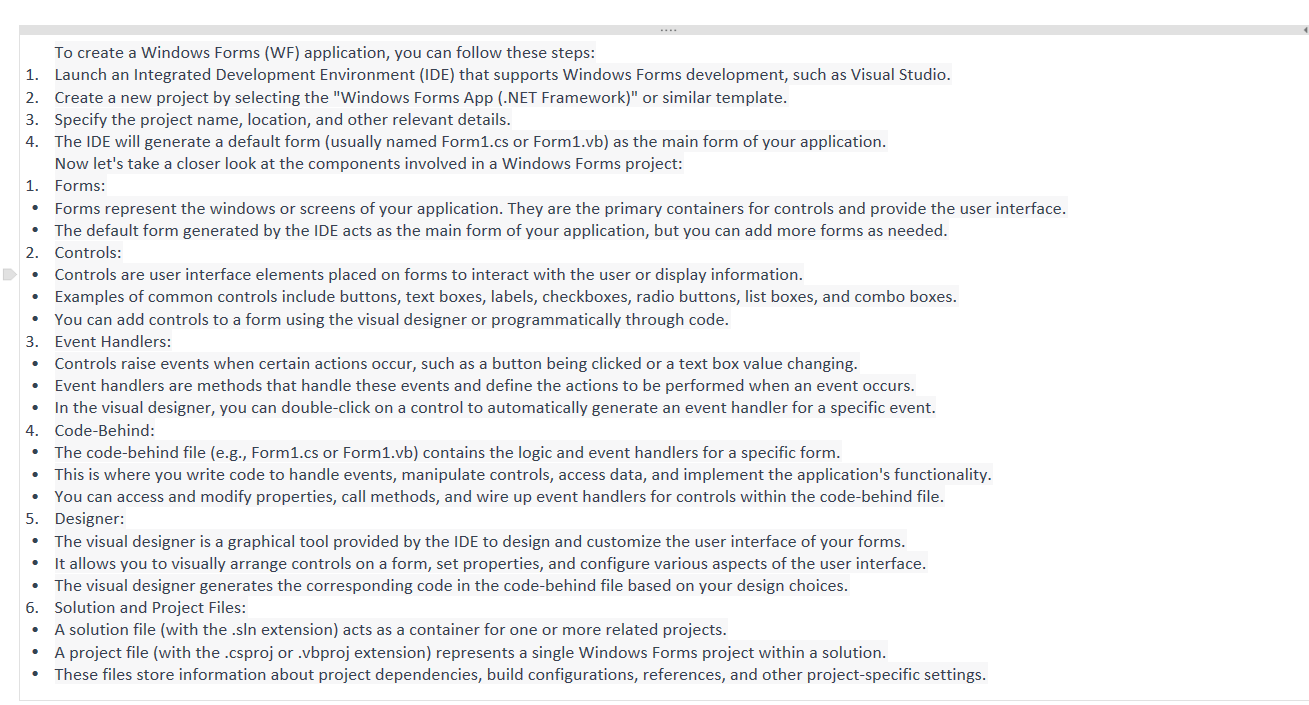 To create a Windows Forms (WF) application, you can follow these steps:
1. Launch an Integrated Development Environment (IDE) that supports Windows Forms development, such as Visual Studio.
2. Create a new project by selecting the "Windows Forms App (.NET Framework)" or similar template.
3. Specify the project name, location, and other relevant details.
4. The IDE will generate a default form (usually named Form1.cs or Form1.vb) as the main form of your application.
Now let's take a closer look at the components involved in a Windows Forms project:
1. Forms:
• Forms represent the windows or screens of your application. They are the primary containers for controls and provide the user interface.
• The default form generated by the IDE acts as the main form of your application, but you can add more forms as needed.
2. Controls:
• Controls are user interface elements placed on forms to interact with the user or display information.
• Examples of common controls include buttons, text boxes, labels, checkboxes, radio buttons, list boxes, and combo boxes.
• You can add controls to a form using the visual designer or programmatically through code.
3. Event Handlers:
• Controls raise events when certain actions occur, such as a button being clicked or a text box value changing.
• Event handlers are methods that handle these events and define the actions to be performed when an event occurs.
• In the visual designer, you can double-click on a control to automatically generate an event handler for a specific event.
4. Code-Behind:
• The code-behind file (e.g., Form1.cs or Form1.vb) contains the logic and event handlers for a specific form.
• This is where you write code to handle events, manipulate controls, access data, and implement the application's functionality.
• You can access and modify properties, call methods, and wire up event handlers for controls within the code-behind file.
5. Designer:
• The visual designer is a graphical tool provided by the IDE to design and customize the user interface of your forms.
• It allows you to visually arrange controls on a form, set properties, and configure various aspects of the user interface.
• The visual designer generates the corresponding code in the code-behind file based on your design choices.
6. Solution and Project Files:
• A solution file (with the .sln extension) acts as a container for one or more related projects.
• A project file (with the .csproj or .vbproj extension) represents a single Windows Forms project within a solution.
• These files store information about project dependencies, build configurations, references, and other project-specific settings.